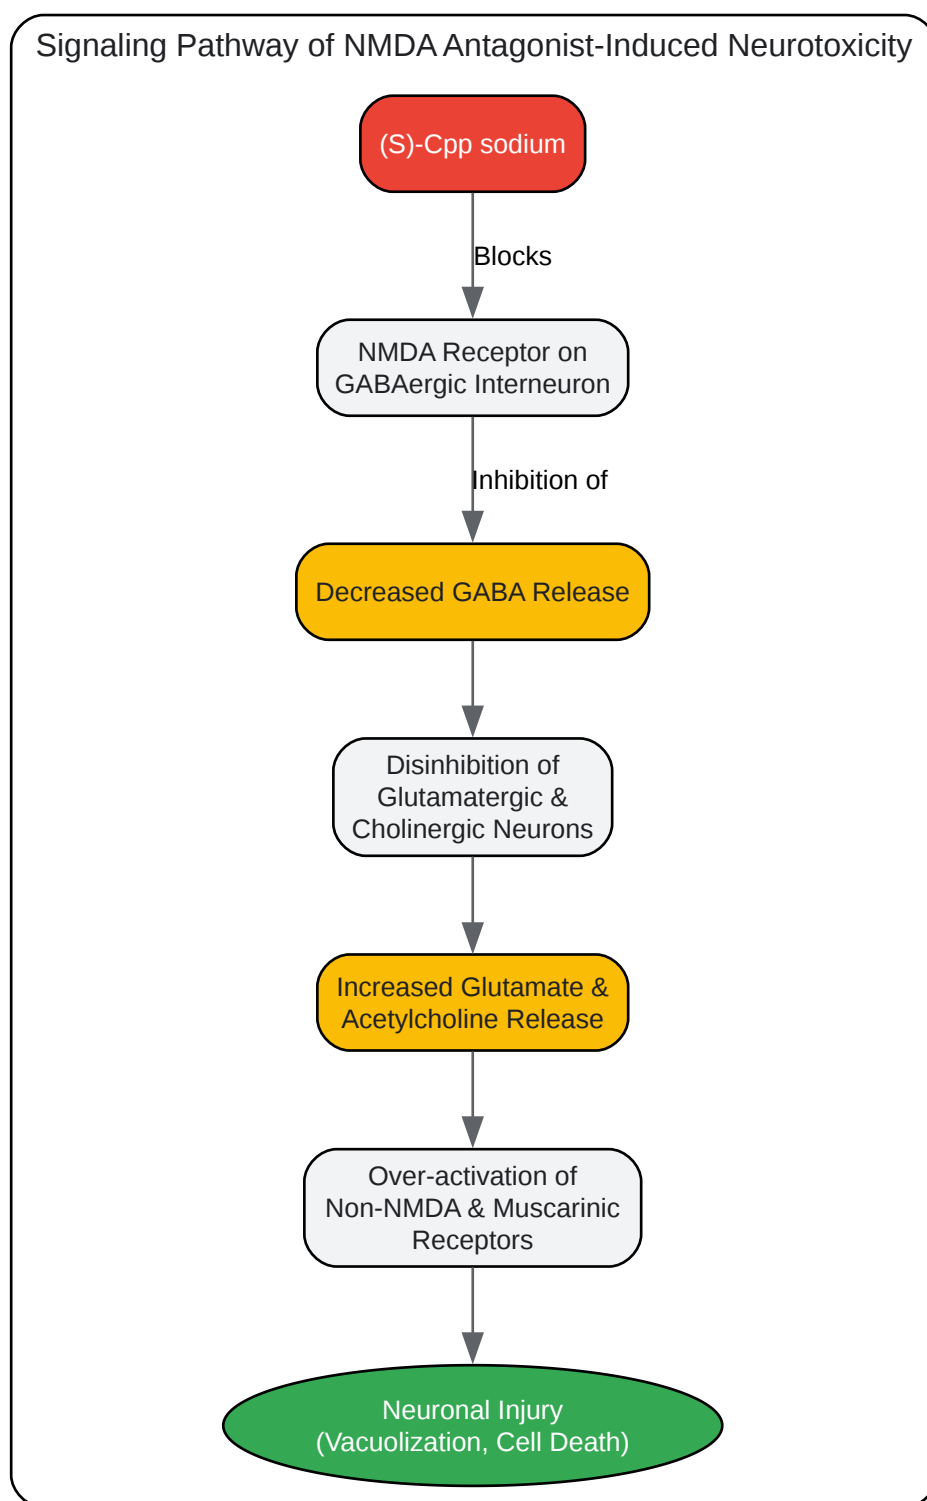 Signaling Pathway of NMDA Antagonist-Induced Neurotoxicity
(S)-Cpp sodium
Blocks
NMDA Receptor on
GABAergic Interneuron
Inhibition of
Decreased GABA Release
Disinhibition of
Glutamatergic &
Cholinergic Neurons
Increased Glutamate &
Acetylcholine Release
Over-activation of
Non-NMDA & Muscarinic
Receptors
Neuronal Injury
(Vacuolization, Cell Death)